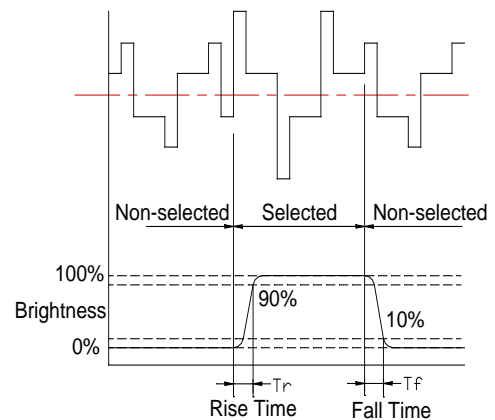 Non-selected Selected Non-selected
100%
90%
Brightness
10%
0%
Tr Tf
Rise Time Fall Time